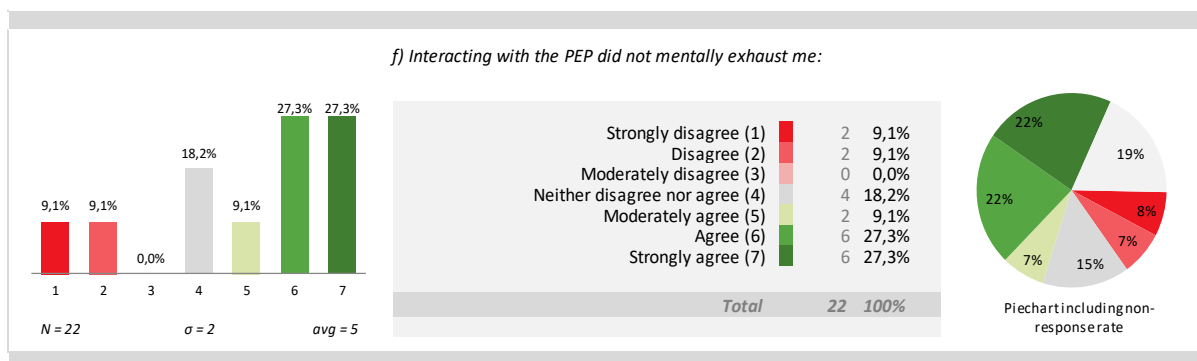 f) Interacting with the PEP did not mentally exhaust me:
9,1%
9,1%
0,0%
18,2%
9,1%
27,3%
27,3%
1 2 3 4 5 6 7
N = 22 σ = 2 avg = 5
Strongly disagree (1) 2 9,1%
Disagree (2) 2 9,1%
Moderately disagree (3) 0 0,0%
Neither disagree nor agree (4) 4 18,2%
Moderately agree (5) 2 9,1%
Agree (6) 6 27,3%
Strongly agree (7) 6 27,3%
Total 22 100%
22%
19%
22%
8%
7%
7%
15%
Piechart including non-
response rate